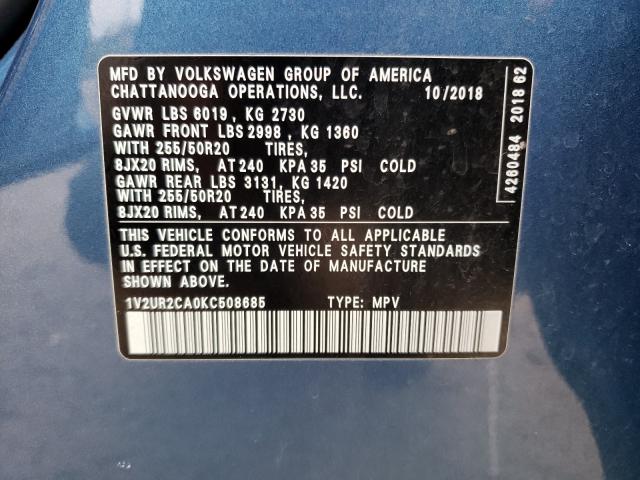 MFD BY VOLKSWAGEN GROUP OF AMERICA
CHATTANOOGA OPERATIONS, LLC. 10/2018
GVWR LBS 6019 , KG 2730
GAWR FRONT LBS 2998 , KG 1360
WITH 255/50R20 TIRES,
8JX20 RIMS, AT 240 KPA 35 PSI COLD
GAWR REAR LBS 3131, KG 1420
WITH 255/50R20 TIRES,
8JX20 RIMS, AT 240 KPA 35 PSI COLD
THIS VEHICLE CONFORMS TO ALL APPLICABLE
U.S. FEDERAL MOTOR VEHICLE SAFETY STANDARDS
IN EFFECT ON THE DATE OF MANUFACTURE
SHOWN ABOVE.
1V2UR2CA0KC508685 TYPE: MPV
4260484 2018 62